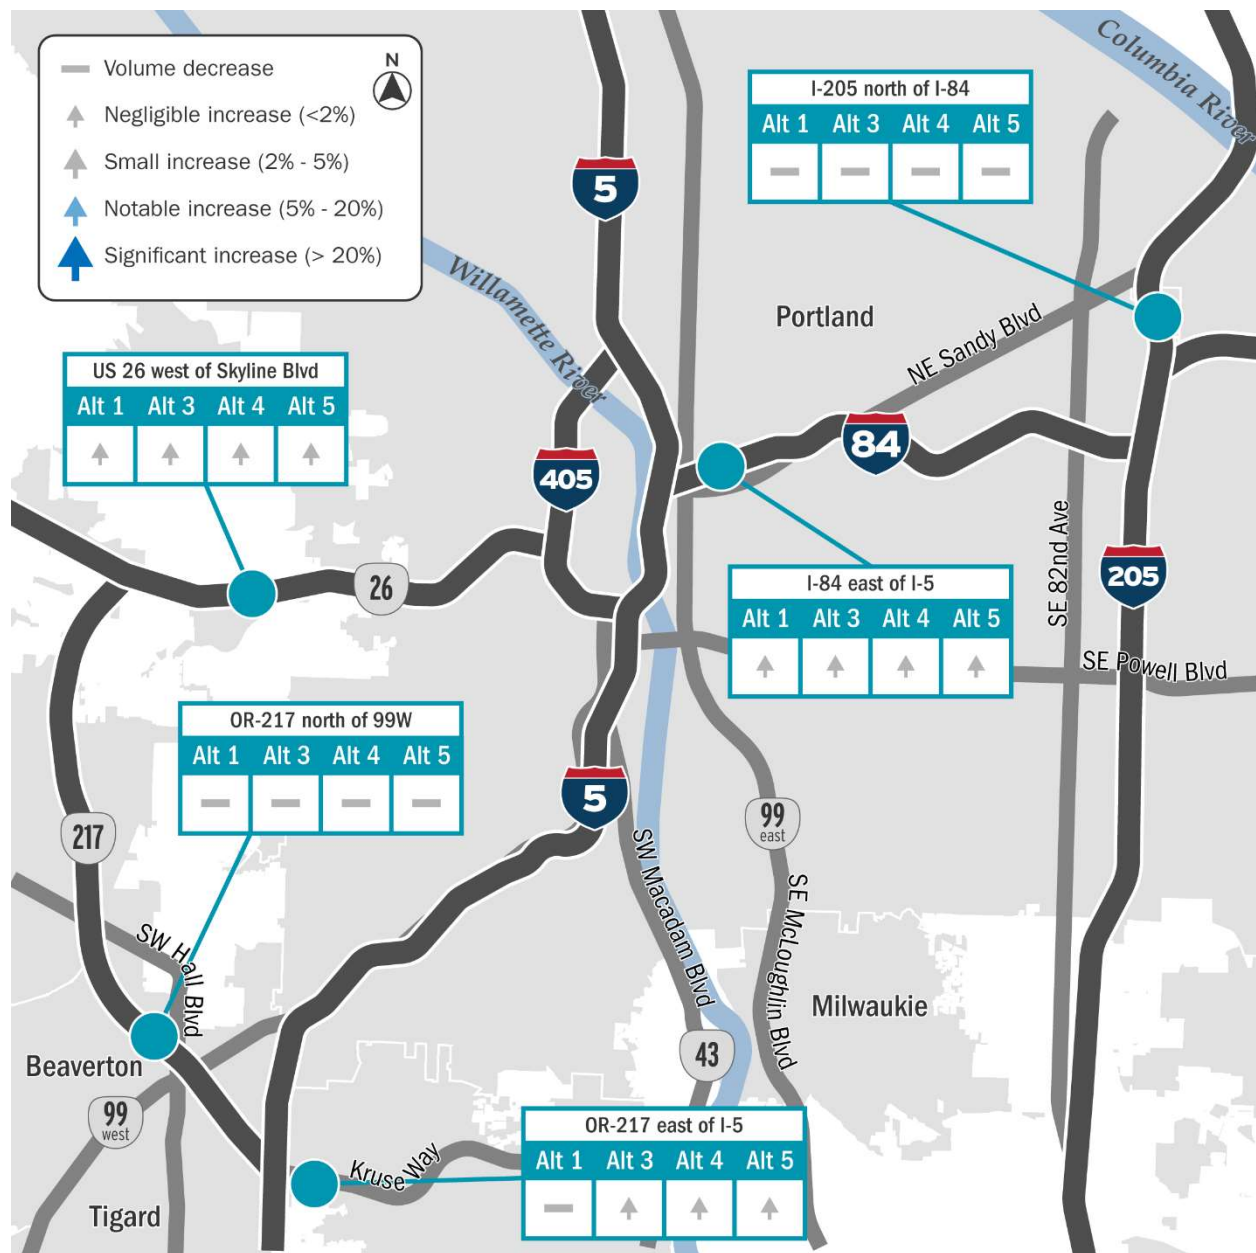 Volume decrease
N
Negligible increase (<2%)
Small increase (2% - 5%)
Notable increase (5% - 20%)
Significant increase (> 20%)
Columbia River
I-205 north of I-84
Alt 1 Alt 3 Alt 4 Alt 5
5
Willamette River
Portland
NE Sandy Blvd
US 26 west of Skyline Blvd
Alt 1 Alt 3 Alt 4 Alt 5
84
405
SE 82nd Ave
26
205
I-84 east of I-5
Alt 1 Alt 3 Alt 4 Alt 5
SE Powell Blvd
OR-217 north of 99W
Alt 1 Alt 3 Alt 4 Alt 5
5
217
99
east
SW Macadam Blvd
SE McLoughlin Blvd
SW Hall Blvd
Milwaukie
43
Beaverton
99
west
OR-217 east of I-5
Alt 1 Alt 3 Alt 4 Alt 5
Kruse Way
Tigard